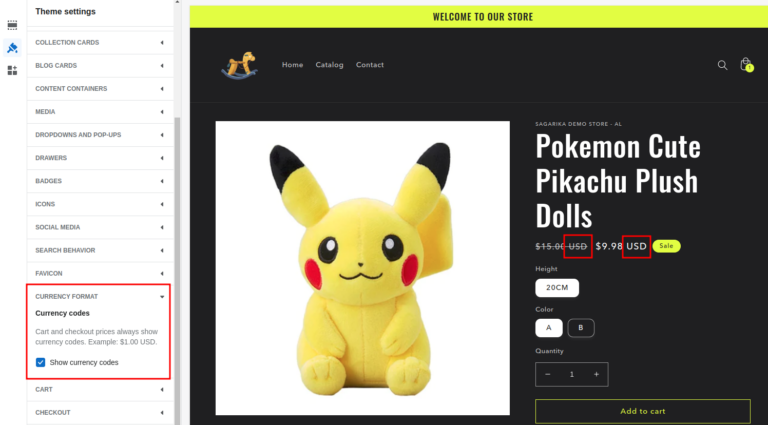 Theme settings
COLLECTION CARDS
BLOG CARDS
CONTENT CONTAINERS
MEDIA
DROPDOWNS AND POP-UPS
DRAWERS
BADGES
ICONS
SOCIAL MEDIA
SEARCH BEHAVIOR
FAVICON
CURRENCY FORMAT
Currency codes
Cart and checkout prices always show
currency codes. Example: $1.00 USD.
Show currency codes
CART
CHECKOUT
WELCOME TO OUR STORE
Home Catalog Contact
1
SAGARIKA DEMO STORE - AL
Pokemon Cute
Pikachu Plush
Dolls
$15.00 USD $9.98 USD Sale
Height
20CM
Color
A B
Quantity
− 1 +
Add to cart